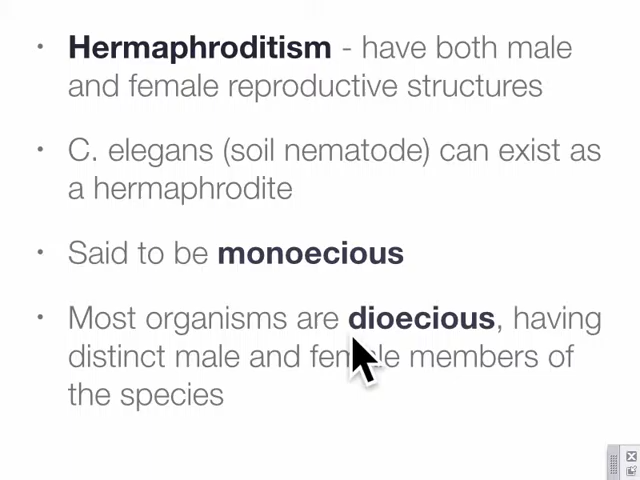 • Hermaphroditism - have both male
and female reproductive structures
• C. elegans (soil nematode) can exist as
a hermaphrodite
• Said to be monoecious
• Most organisms are dioecious, having
distinct male and female members of
the species